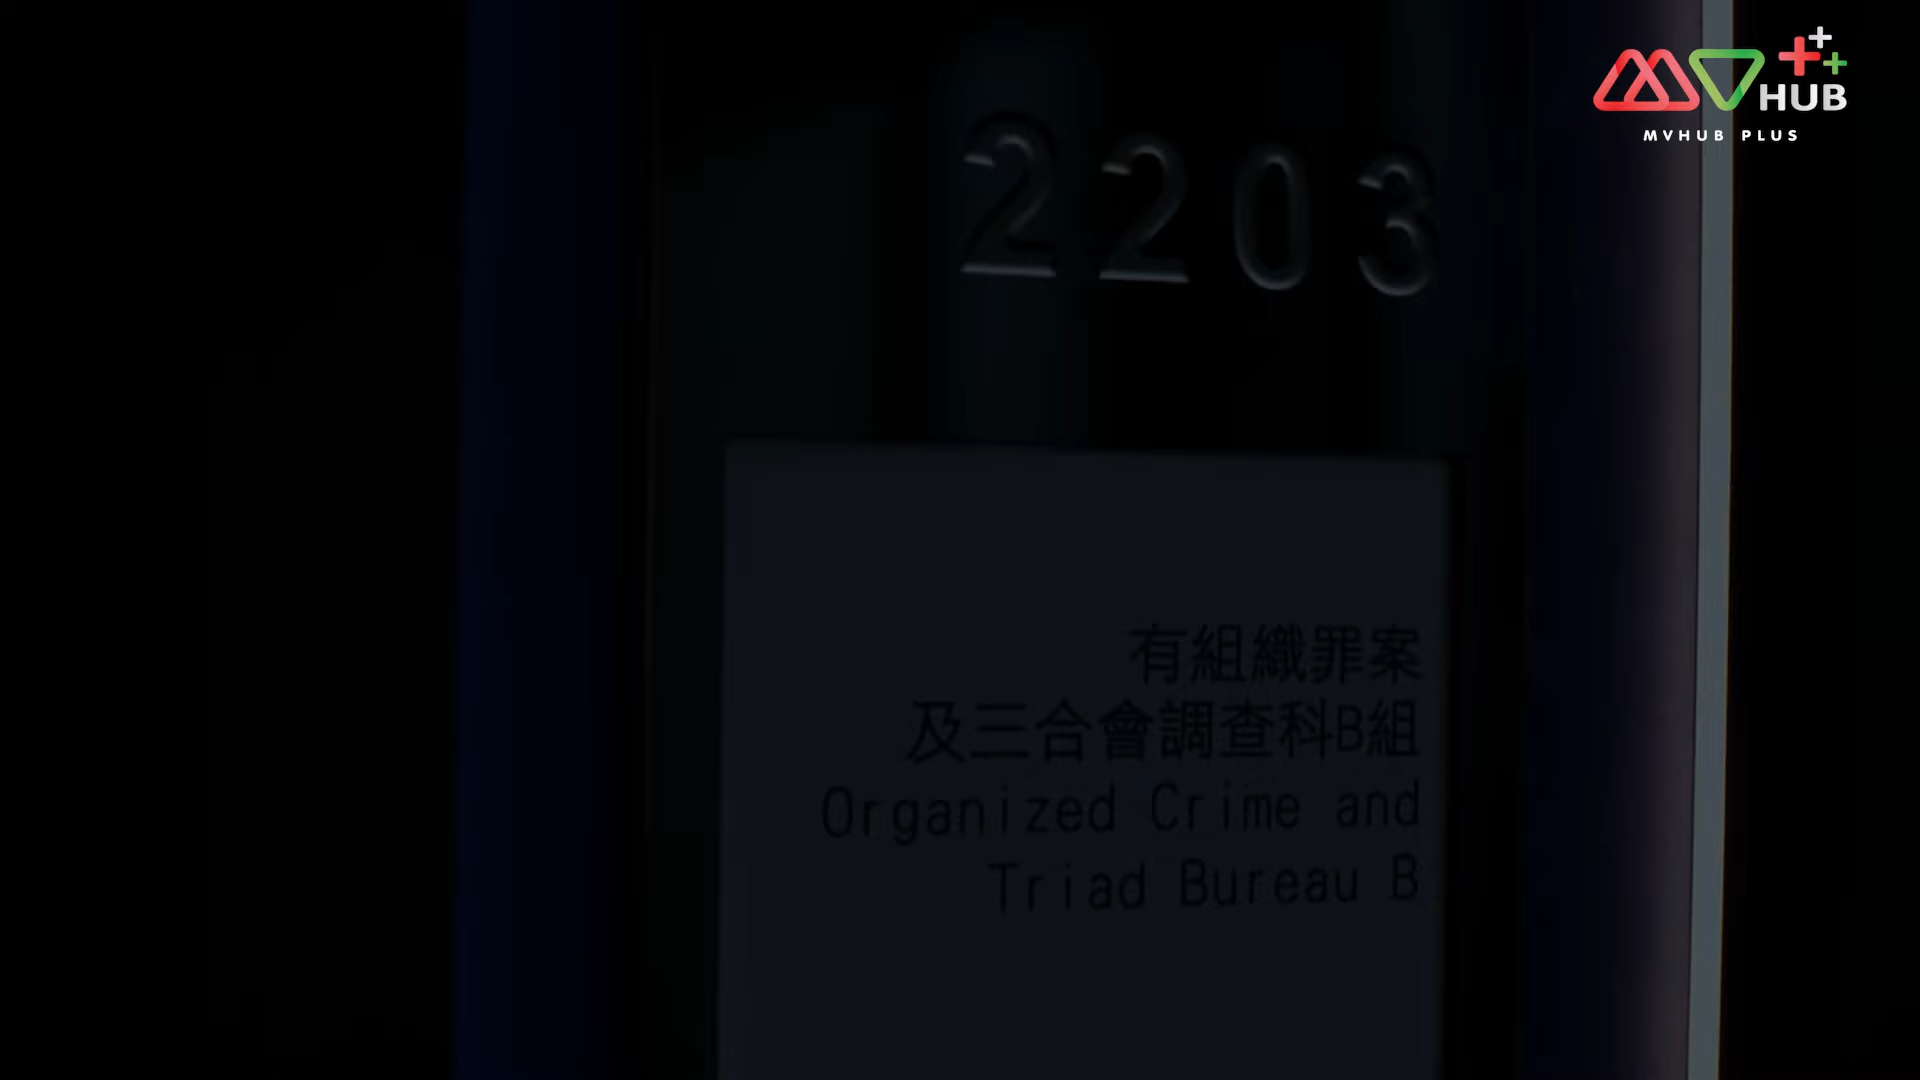 MV HUB
MVHUB PLUS
2203
有組織罪案
及三合會調查科B組
Organized Crime and
Triad Bureau B